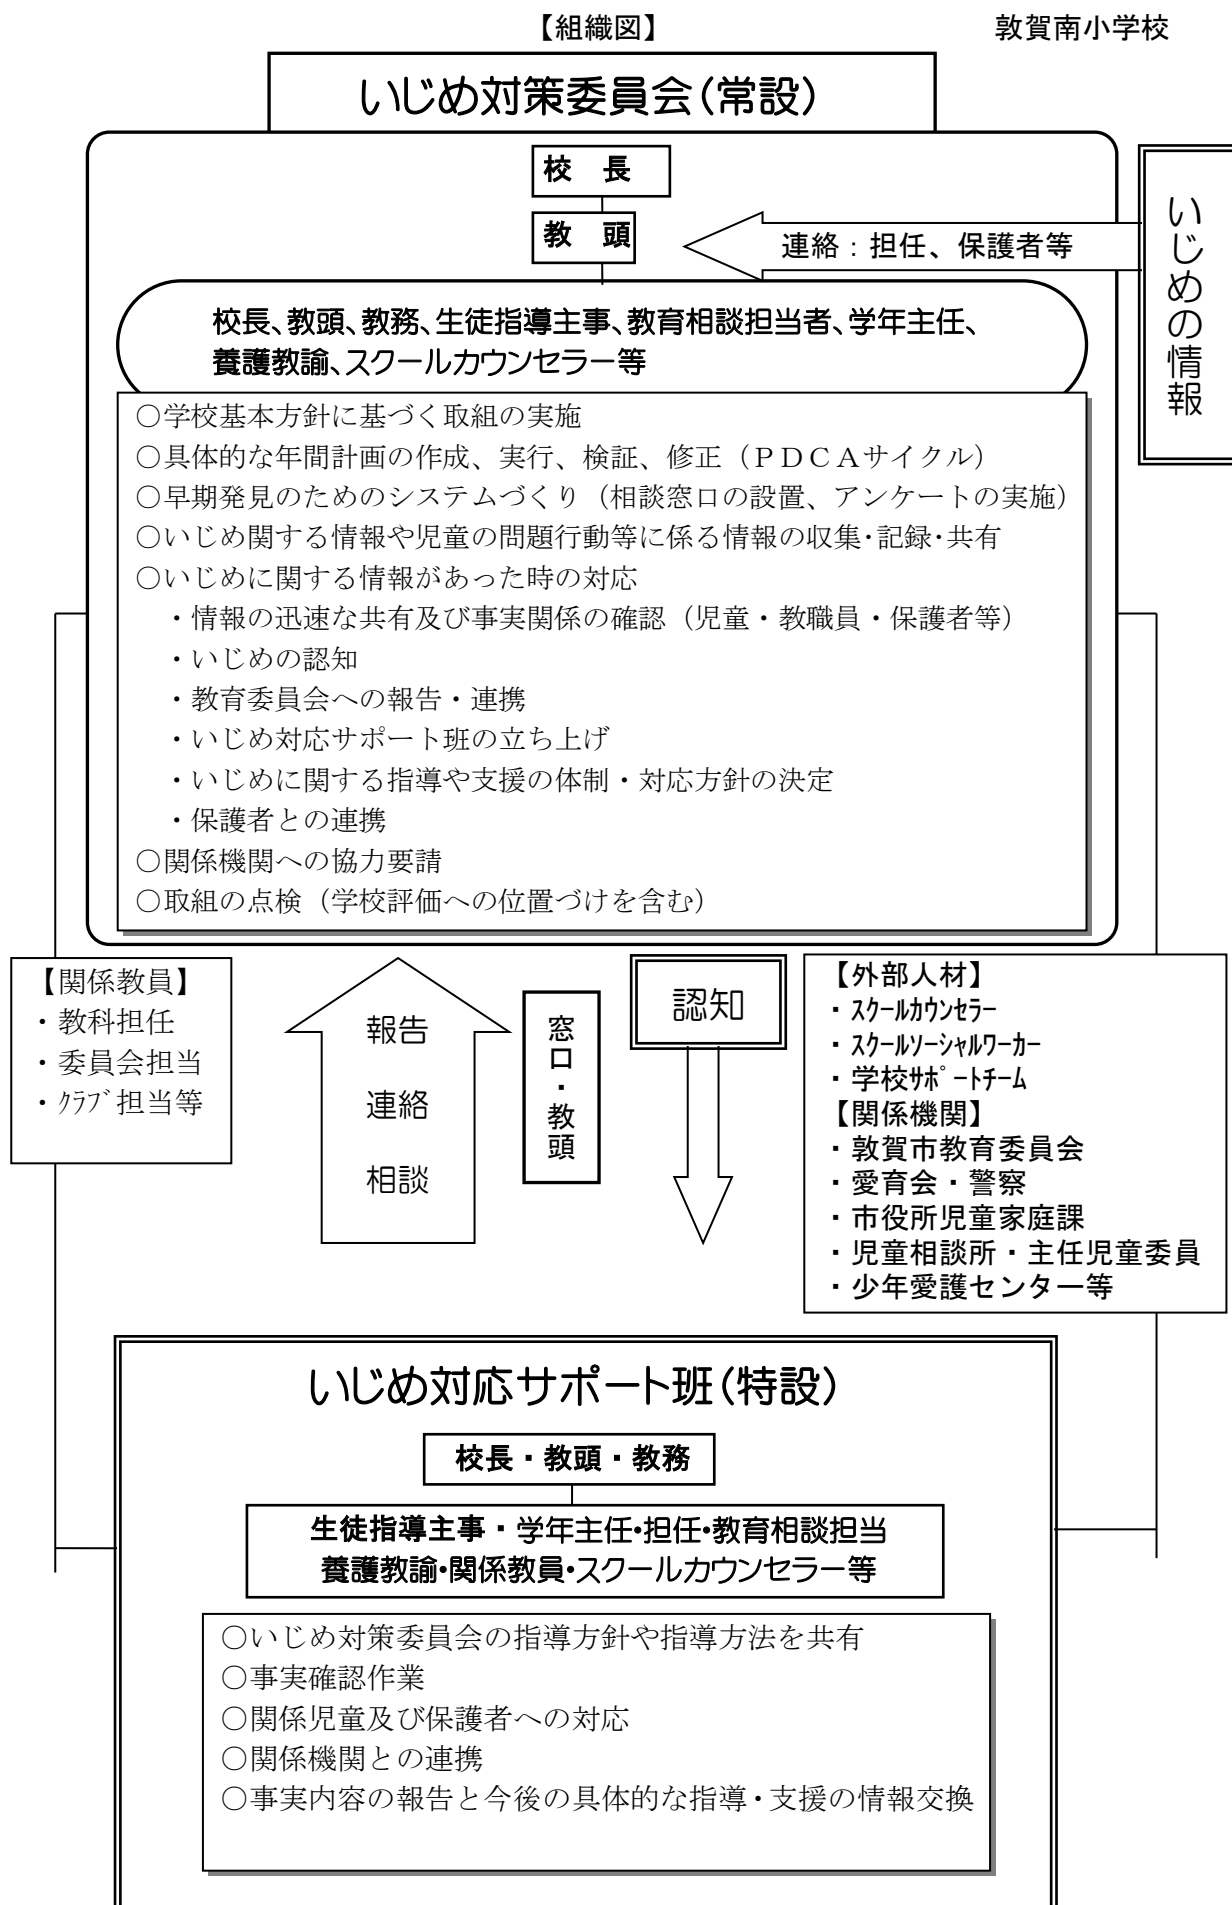 【組織図】
敦賀南小学校
いじめ対策委員会（常設）
校　長
教　頭
連絡：担任、保護者等
いじめの情報
校長、教頭、教務、生徒指導主事、教育相談担当者、学年主任、
養護教諭、スクールカウンセラー等
○学校基本方針に基づく取組の実施
○具体的な年間計画の作成、実行、検証、修正（ＰＤＣＡサイクル）
○早期発見のためのシステムづくり（相談窓口の設置、アンケートの実施）
○いじめ関する情報や児童の問題行動等に係る情報の収集･記録･共有
○いじめに関する情報があった時の対応
・情報の迅速な共有及び事実関係の確認（児童・教職員・保護者等）
・いじめの認知
・教育委員会への報告・連携
・いじめ対応サポート班の立ち上げ
・いじめに関する指導や支援の体制・対応方針の決定
・保護者との連携
○関係機関への協力要請
○取組の点検（学校評価への位置づけを含む）
【関係教員】
・教科担任
・委員会担当
・ｸﾗﾌﾞ担当等
報告
連絡
相談
窓口・教頭
認知
【外部人材】
・ｽｸｰﾙｶｳﾝｾﾗｰ
・ｽｸｰﾙｿｰｼｬﾙﾜｰｶｰ
・学校ｻﾎﾟｰﾄﾁｰﾑ
【関係機関】
・敦賀市教育委員会
・愛育会・警察
・市役所児童家庭課
・児童相談所・主任児童委員
・少年愛護センター等
いじめ対応サポート班（特設）
校長・教頭・教務
生徒指導主事・学年主任･担任･教育相談担当
養護教諭･関係教員･スクールカウンセラー等
○いじめ対策委員会の指導方針や指導方法を共有
○事実確認作業
○関係児童及び保護者への対応
○関係機関との連携
○事実内容の報告と今後の具体的な指導･支援の情報交換